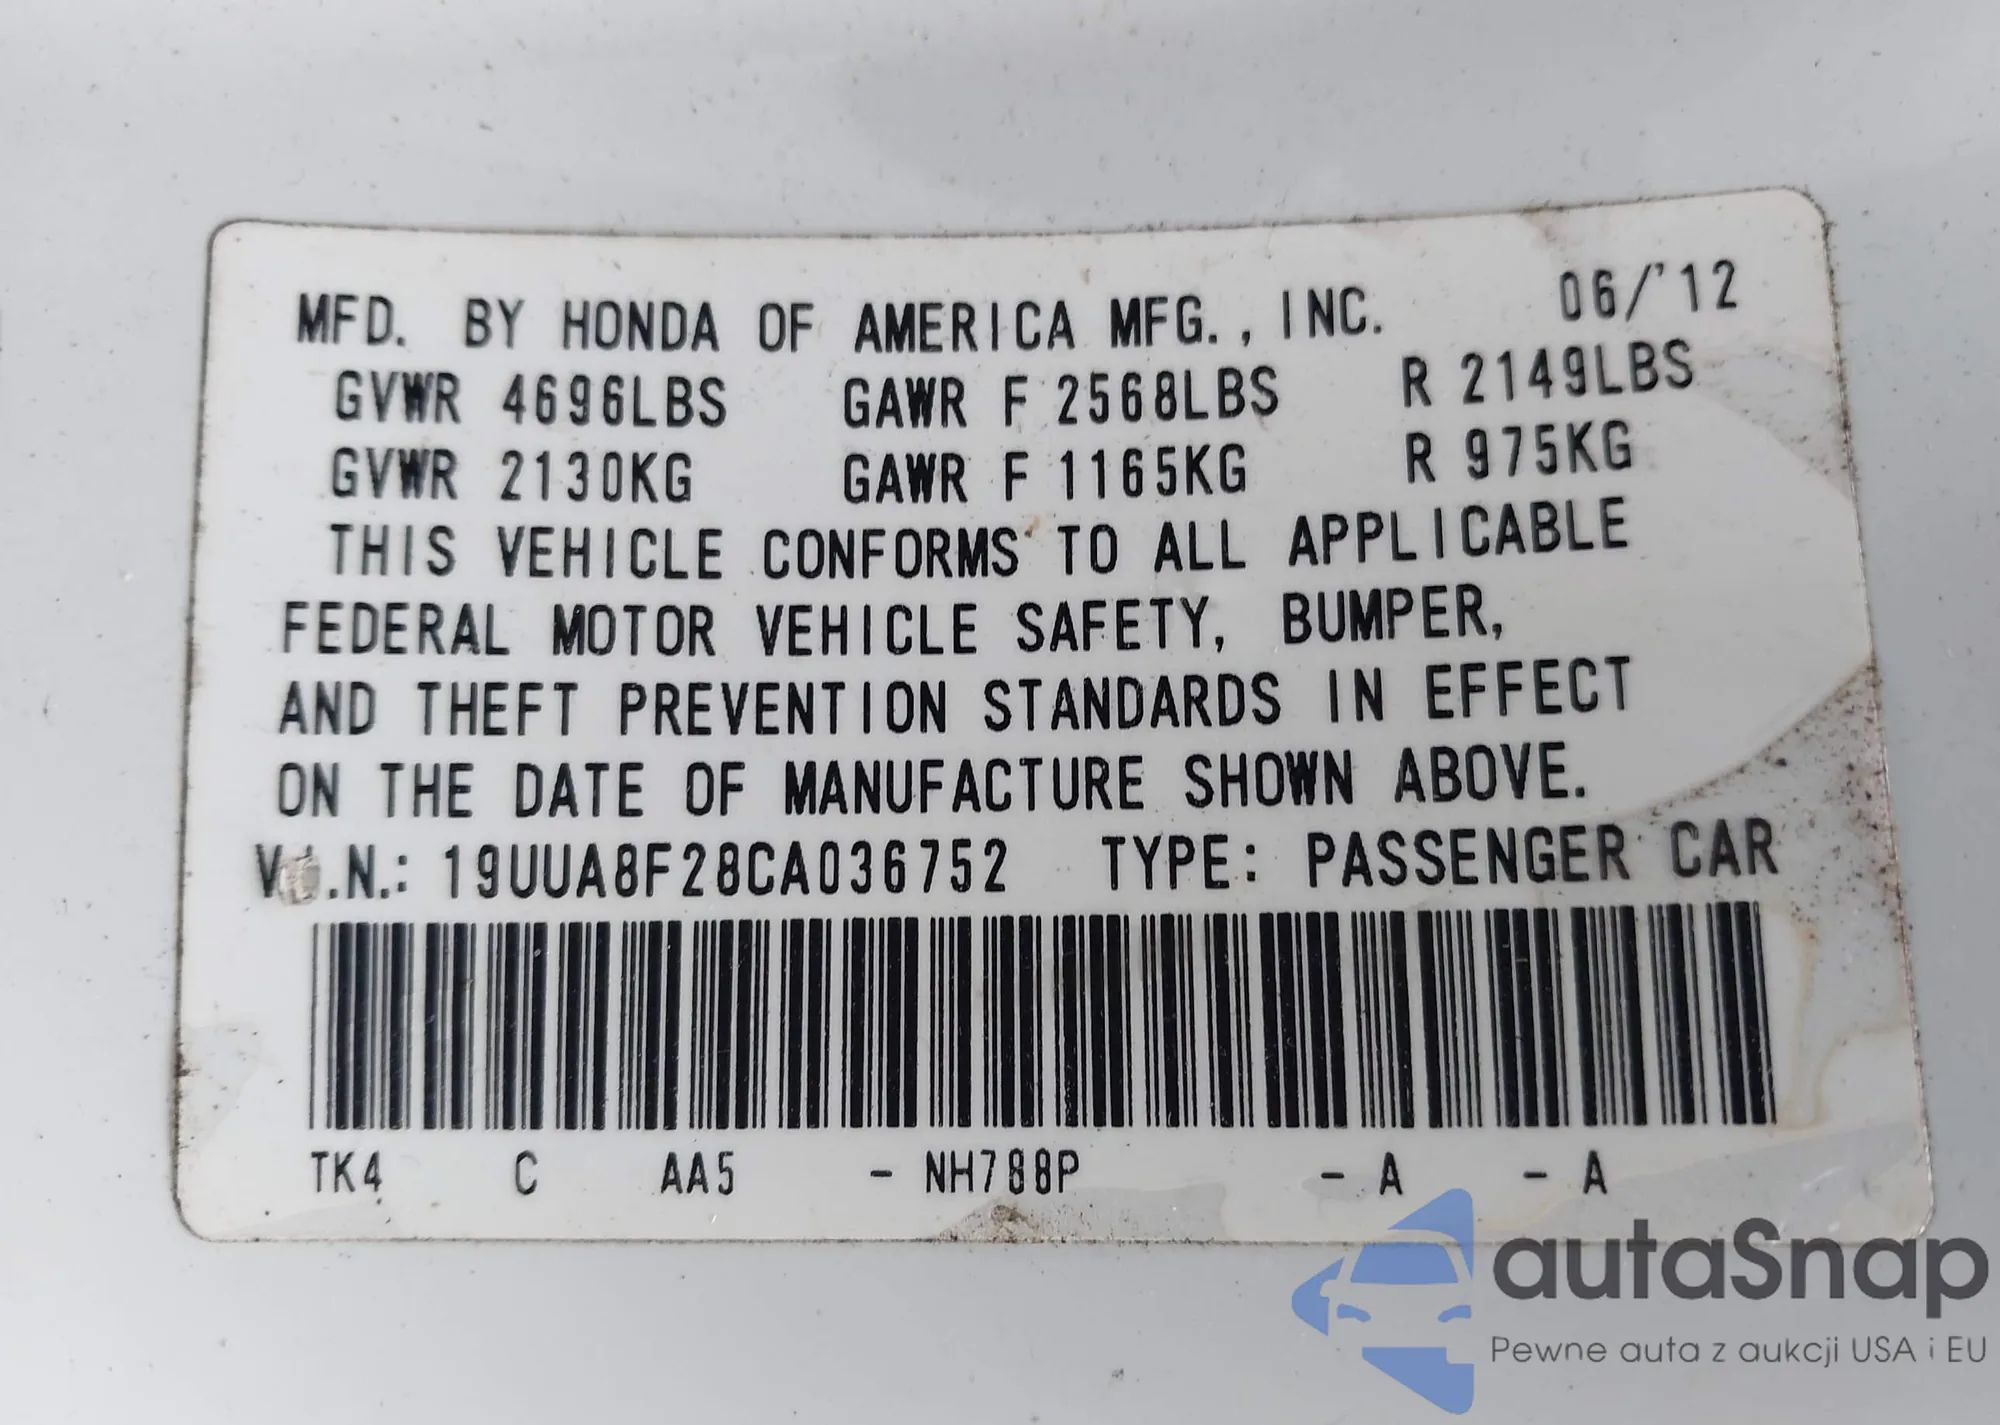 MFD. BY HONDA OF AMERICA MFG., INC. 06/'12
GVWR 4696LBS GAWR F 2568LBS R 2149LBS
GVWR 2130KG GAWR F 1165KG R 975KG
THIS VEHICLE CONFORMS TO ALL APPLICABLE
FEDERAL MOTOR VEHICLE SAFETY, BUMPER,
AND THEFT PREVENTION STANDARDS IN EFFECT
ON THE DATE OF MANUFACTURE SHOWN ABOVE.
V.I.N.: 19UUA8F28CA036752 TYPE: PASSENGER CAR
TK4 C AA5 - NH788P - A - A
autaSnap
Pewne auta z aukcji USA i EU